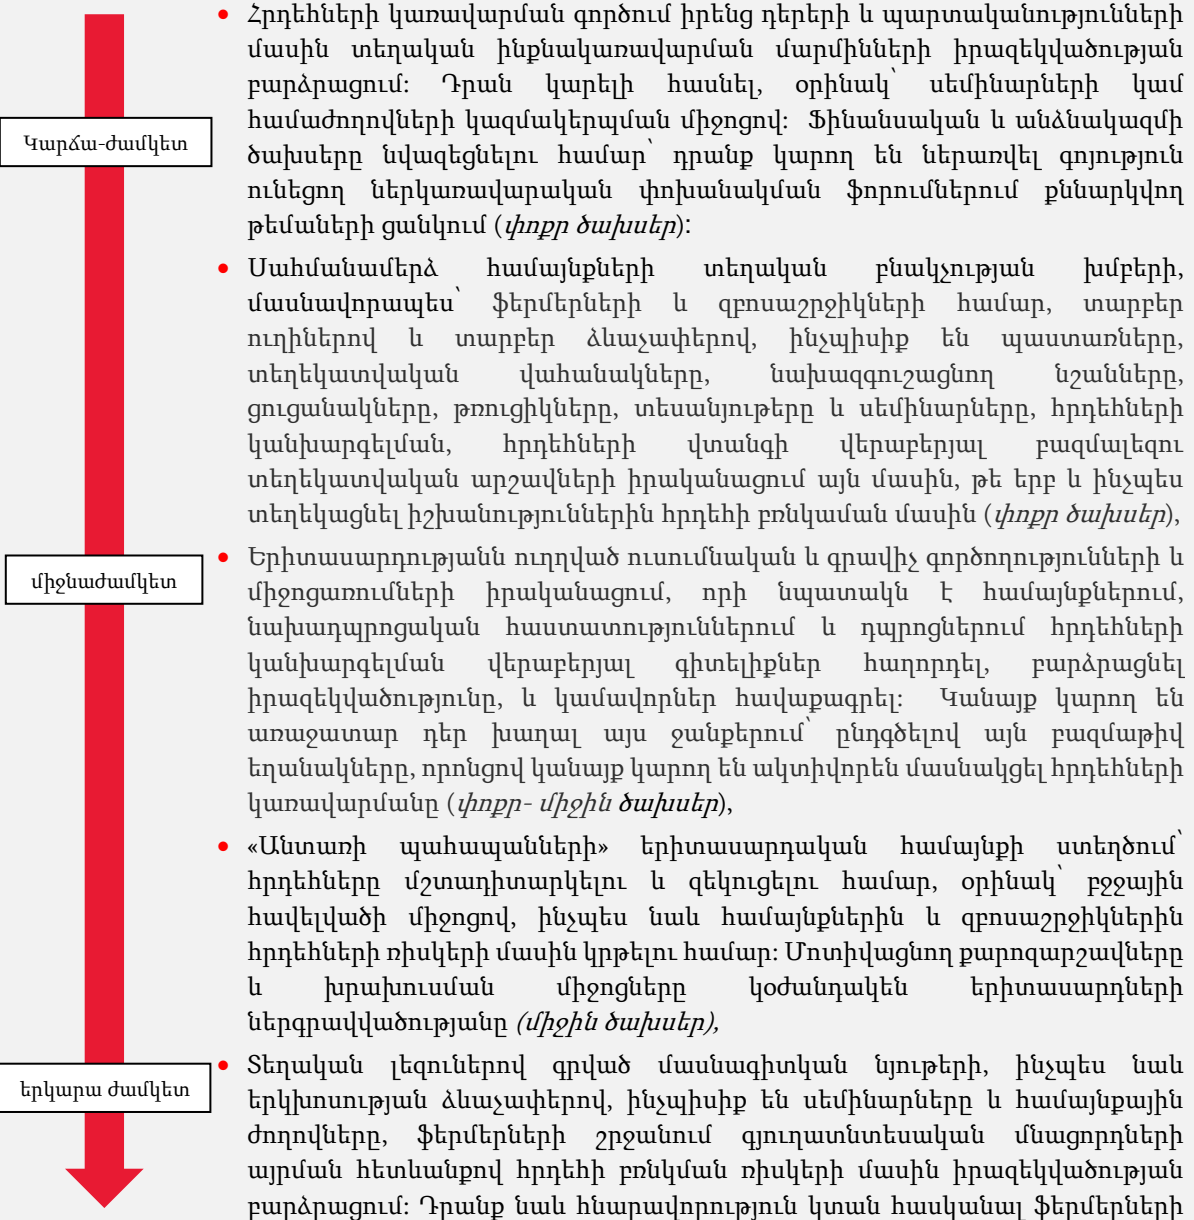 • Հրդեհների կառավարման գործում իրենց դերերի և պարտականությունների
մասին տեղական ինքնակառավարման մարմինների իրազեկվածության
բարձրացում: Դրան կարելի հասնել, օրինակ՝ սեմինարների կամ
համաժողովների կազմակերպման միջոցով: Ֆինանսական և անձնակազմի
ծախսերը նվազեցնելու համար՝ դրանք կարող են ներառվել գոյություն
ունեցող ներկառավարական փոխանակման ֆորումներում քննարկվող
թեմաների ցանկում (փոքր ծախսեր):
Կարճա-ժամկետ
• Սահմանամերձ համայնքների տեղական բնակչության խմբերի,
մասնավորապես՝ ֆերմերների և զբոսաշրջիկների համար, տարբեր
ուղիներով և տարբեր ձևաչափերով, ինչպիսիք են պաստառները,
տեղեկատվական վահանակները, նախազգուշացնող նշանները,
ցուցանակները, թռուցիկները, տեսանյութերը և սեմինարները, հրդեհների
կանխարգելման, հրդեհների վտանգի վերաբերյալ բազմալեզու
տեղեկատվական արշավների իրականացում այն մասին, թե երբ և ինչպես
տեղեկացնել իշխանություններին հրդեհի բռնկաման մասին (փոքր ծախսեր),
միջնաժամկետ
• Երիտասարդությանն ուղղված ուսումնական և գրավիչ գործողությունների և
միջոցառումների իրականացում, որի նպատակն է համայնքներում,
նախադպրոցական հաստատություններում և դպրոցներում հրդեհների
կանխարգելման վերաբերյալ գիտելիքներ հաղորդել, բարձրացնել
իրազեկվածությունը, և կամավորներ հավաքագրել: Կանայք կարող են
առաջատար դեր խաղալ այս ջանքերում՝ ընդգծելով այն բազմաթիվ
եղանակները, որոնցով կանայք կարող են ակտիվորեն մասնակցել հրդեհների
կառավարմանը (փոքր- միջին ծախսեր),
• «Անտառի պահապանների» երիտասարդական համայնքի ստեղծում՝
հրդեհները մշտադիտարկելու և զեկուցելու համար, օրինակ՝ բջջային
հավելվածի միջոցով, ինչպես նաև համայնքներին և զբոսաշրջիկներին
հրդեհների ռիսկերի մասին կրթելու համար: Մոտիվացնող քարոզարշավները
և խրախուսման միջոցները կօժանդակեն երիտասարդների
ներգրավվածությանը (միջին ծախսեր),
երկարա ժամկետ
• Տեղական լեզուներով գրված մասնագիտկան նյութերի, ինչպես նաև
երկխոսության ձևաչափերով, ինչպիսիք են սեմինարները և համայնքային
ժողովները, ֆերմերների շրջանում գյուղատնտեսական մնացորդների
այրման հետևանքով հրդեհի բռնկման ռիսկերի մասին իրազեկվածության
բարձրացում: Դրանք նաև հնարավորություն կտան հասկանալ ֆերմերների